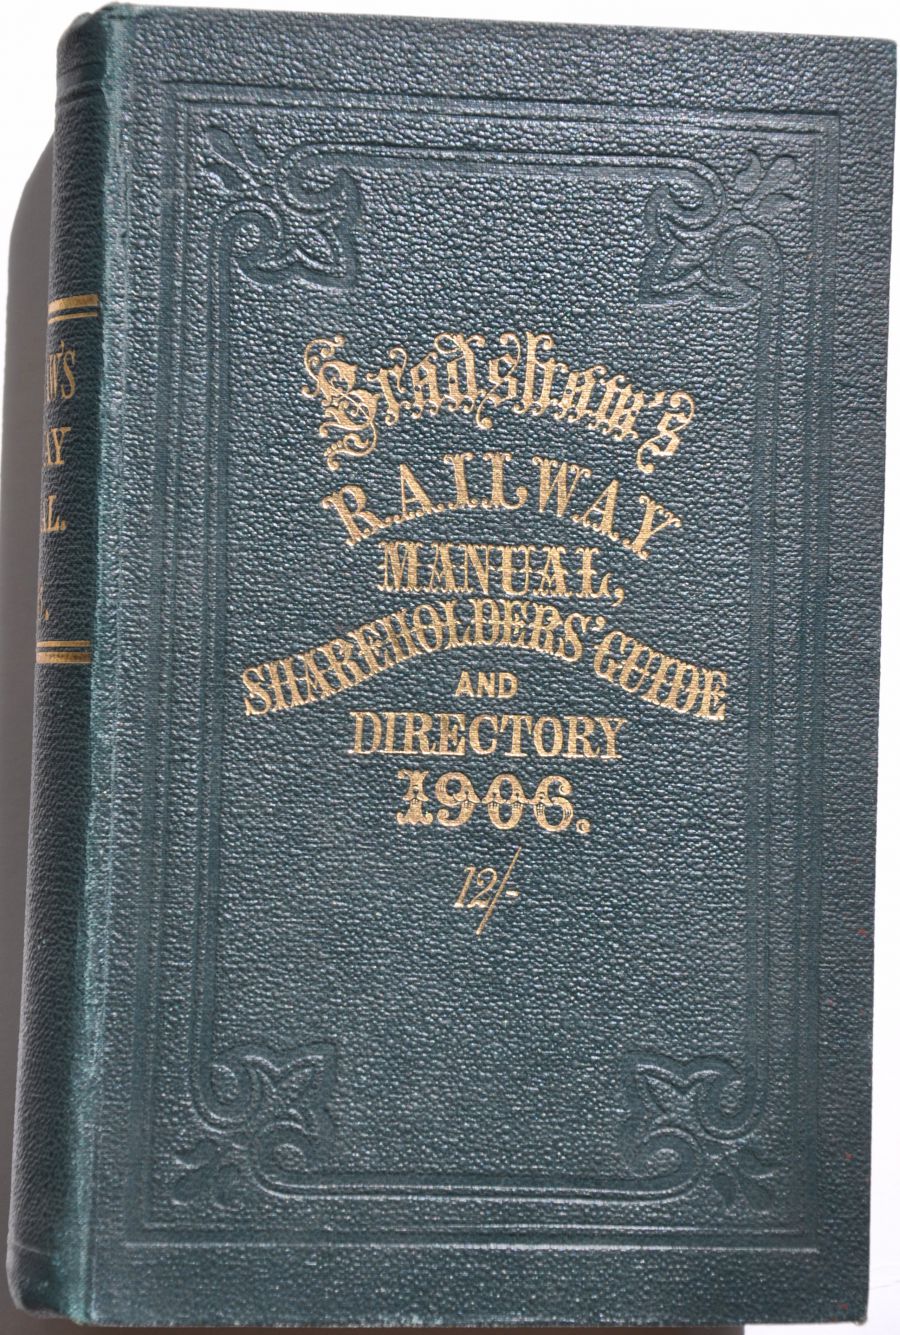 Bradshaw's
RAILWAY
MANUAL,
SHAREHOLDERS' GUIDE
AND
DIRECTORY
1906.
12/-